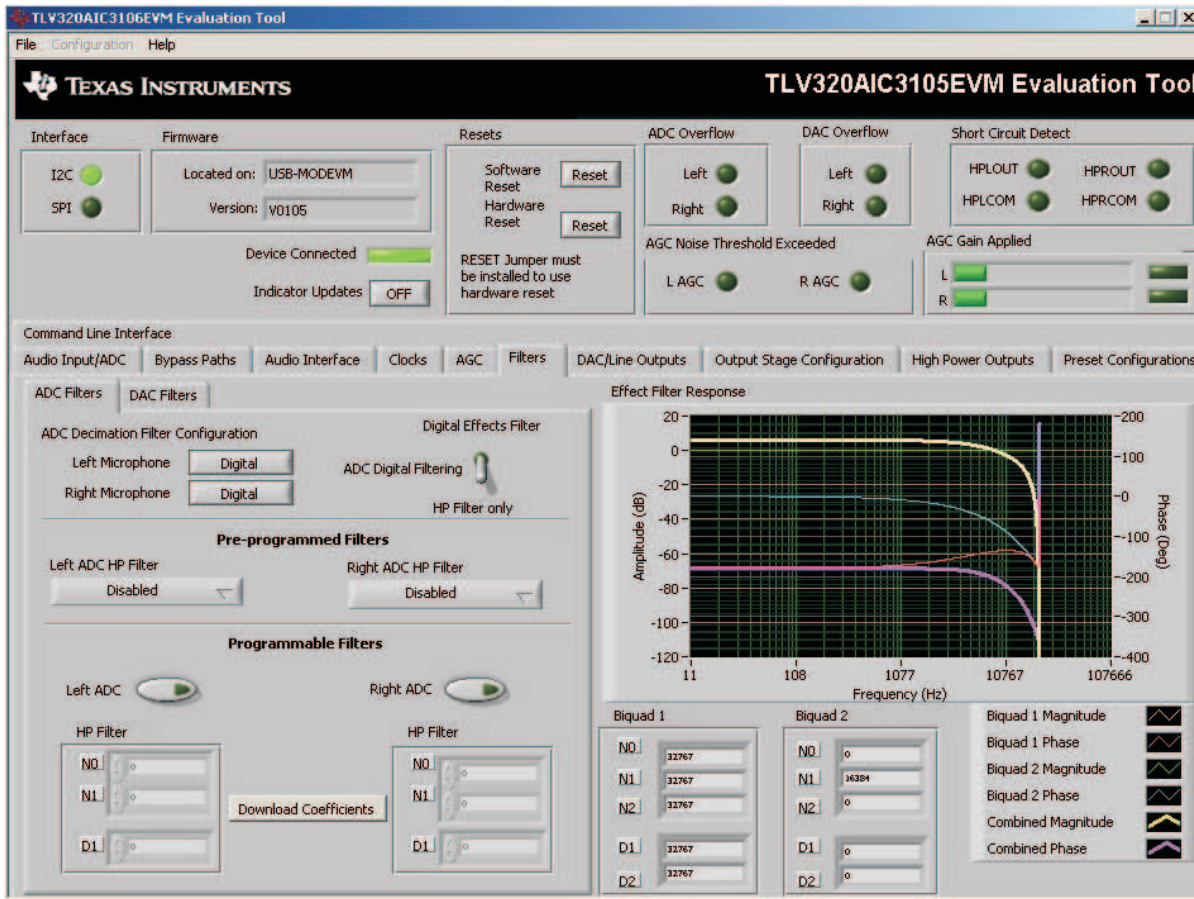 TLV320AIC3106EVM Evaluation Tool
File Configuration Help
TEXAS INSTRUMENTS
TLV320AIC3105EVM Evaluation Tool
Interface
I2C
SPI
Firmware
Located on: USB-MODEVM
Version: V0105
Device Connected
Indicator Updates OFF
Resets
Software Reset Reset
Hardware Reset Reset
RESET Jumper must
be installed to use
hardware reset
ADC Overflow
Left
Right
DAC Overflow
Left
Right
Short Circuit Detect
HPLOUT HPROUT
HPLCOM HPRCOM
AGC Noise Threshold Exceeded
L AGC R AGC
AGC Gain Applied
L
R
Command Line Interface
Audio Input/ADC Bypass Paths Audio Interface Clocks AGC Filters DAC/Line Outputs Output Stage Configuration High Power Outputs Preset Configurations
ADC Filters DAC Filters
ADC Decimation Filter Configuration
Left Microphone Digital
Right Microphone Digital
Digital Effects Filter
ADC Digital Filtering
HP Filter only
Pre-programmed Filters
Left ADC HP Filter
Disabled
Right ADC HP Filter
Disabled
Programmable Filters
Left ADC
Right ADC
HP Filter
N0 0
N1 0
D1 0
Download Coefficients
HP Filter
N0 0
N1 0
D1 0
Effect Filter Response
Amplitude (dB)
20
0
-20
-40
-60
-80
-100
-120
200
100
0
-100
-200
-300
-400
Phase (Deg)
11 108 1077 10767 107666
Frequency (Hz)
Biquad 1
N0 32767
N1 32767
N2 32767
D1 32767
D2 32767
Biquad 2
N0 0
N1 16384
N2 0
D1 0
D2 0
Biquad 1 Magnitude
Biquad 1 Phase
Biquad 2 Magnitude
Biquad 2 Phase
Combined Magnitude
Combined Phase